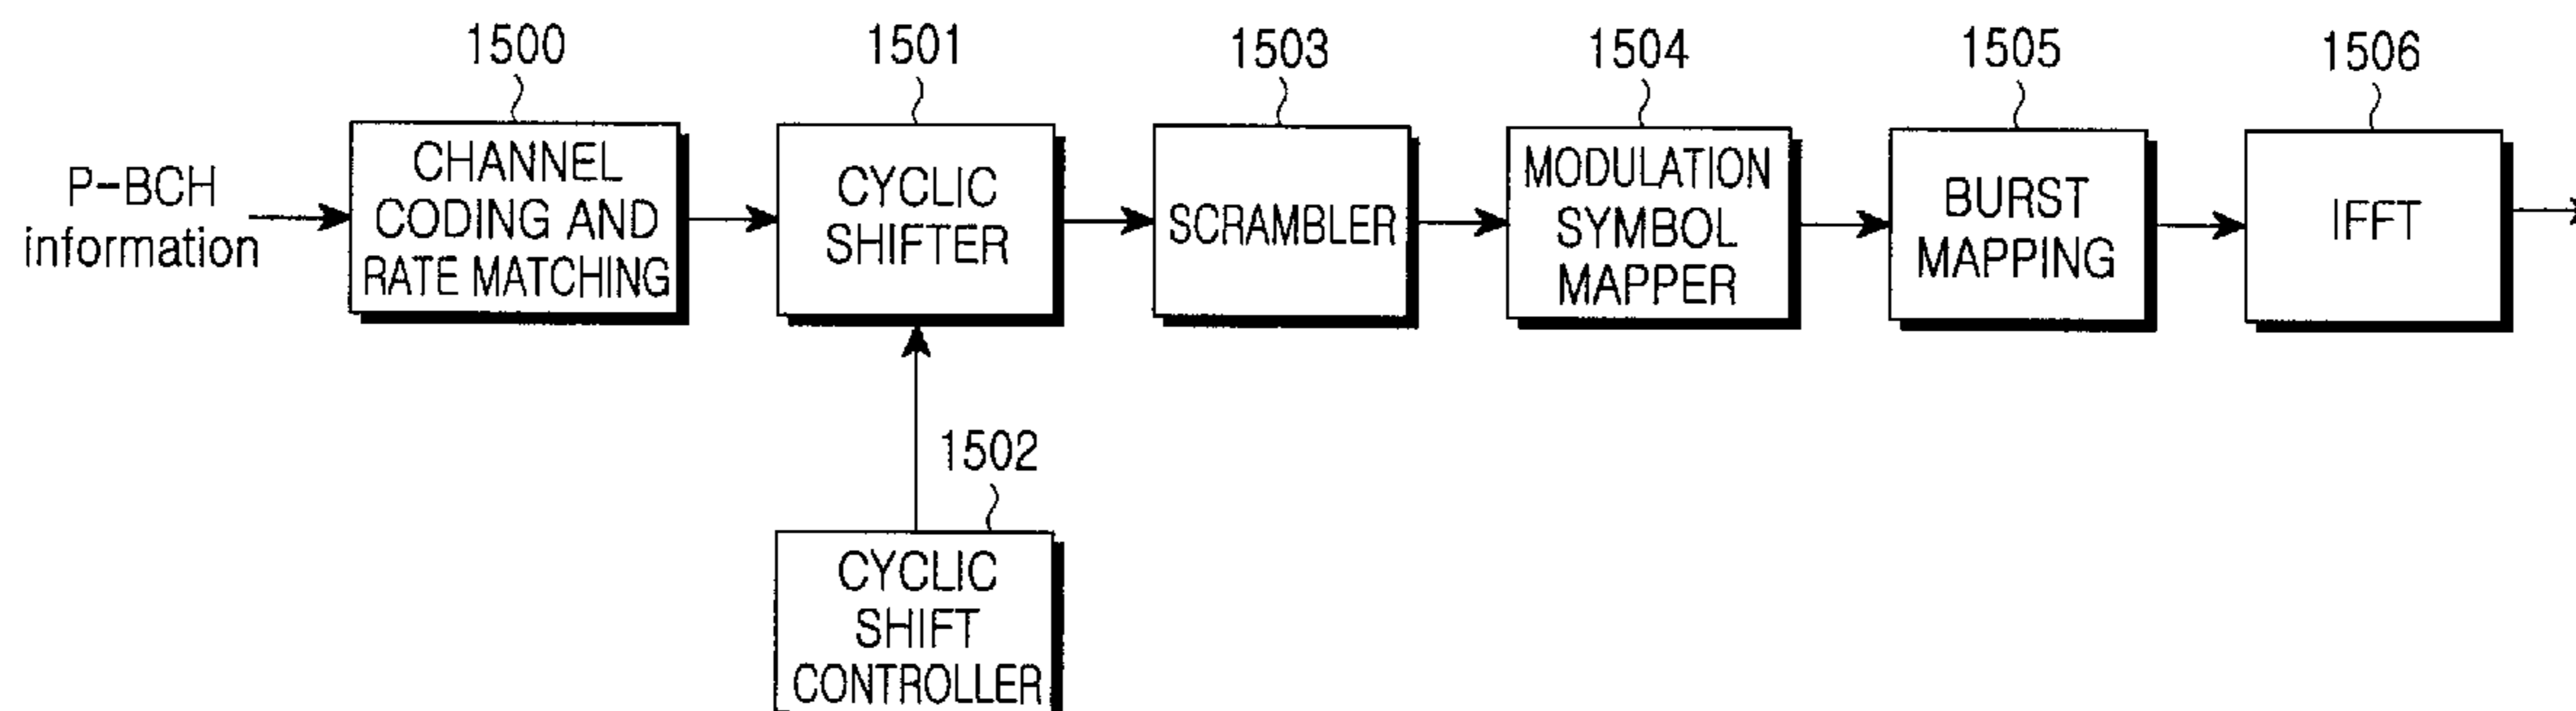 1500
1501
1503
1504
1505
1506
P-BCH
information
CHANNEL
CODING AND
RATE MATCHING
CYCLIC
SHIFTER
SCRAMBLER
MODULATION
SYMBOL
MAPPER
BURST
MAPPING
IFFT
1502
CYCLIC
SHIFT
CONTROLLER